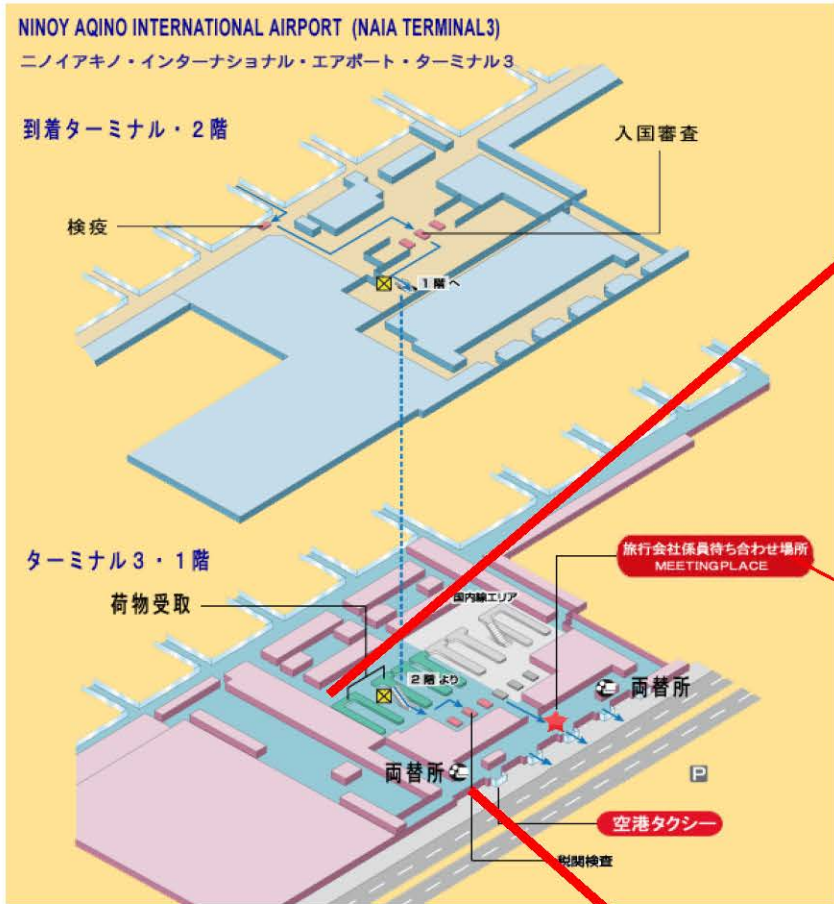 NINOY AQINO INTERNATIONAL AIRPORT (NAIA TERMINAL3)
ニノイアキノ・インターナショナル・エアポート・ターミナル3
到着ターミナル・2階
入国審査
検疫
1階へ
ターミナル3・1階
旅行会社係員待ち合わせ場所
MEETINGPLACE
荷物受取
国内線エリア
2階より
両替所
両替所
P
空港タクシー
税関検査